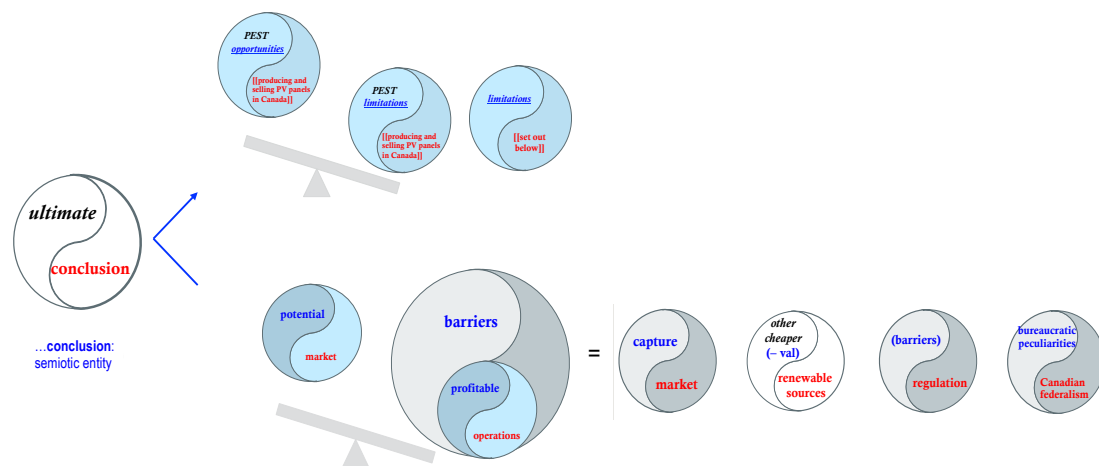 PEST
opportunities
[[producing and
selling PV panels
in Canada]]
PEST
limitations
[[producing and
selling PV panels
in Canada]]
limitations
[[set out
below]]
ultimate
conclusion
…conclusion:
semiotic entity
potential
market
barriers
profitable
operations
=
capture
market
other
cheaper
(– val)
renewable
sources
(barriers)
regulation
bureaucratic
peculiarities
Canadian
federalism